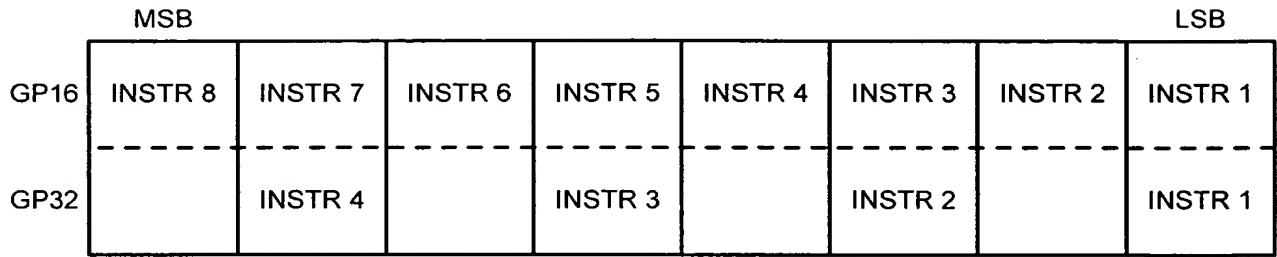 MSB LSB
GP16 INSTR 8 INSTR 7 INSTR 6 INSTR 5 INSTR 4 INSTR 3 INSTR 2 INSTR 1
GP32 INSTR 4 INSTR 3 INSTR 2 INSTR 1